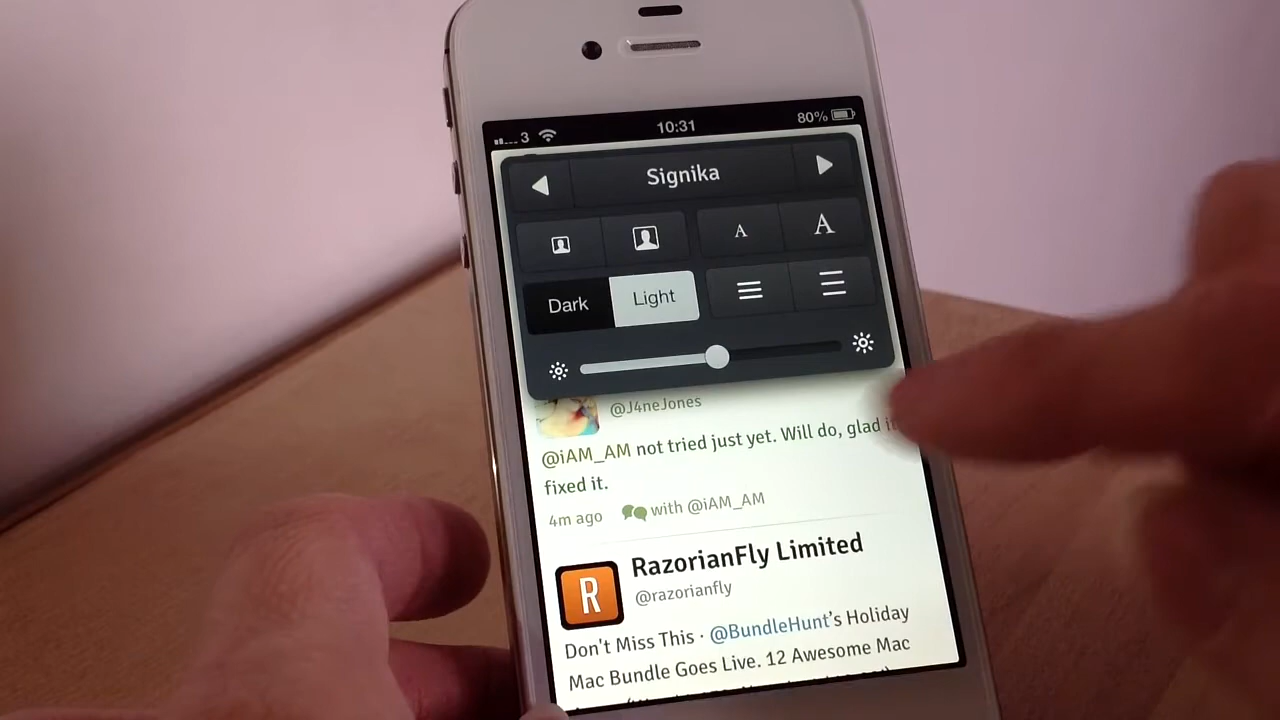 3 10:31 80%
Signika
A A
Dark Light
@J4neJones
@iAM_AM not tried just yet. Will do, glad
fixed it.
4m ago with @iAM_AM
RazorianFly Limited
@razorianfly
R
Don't Miss This · @BundleHunt's Holiday
Mac Bundle Goes Live. 12 Awesome Mac